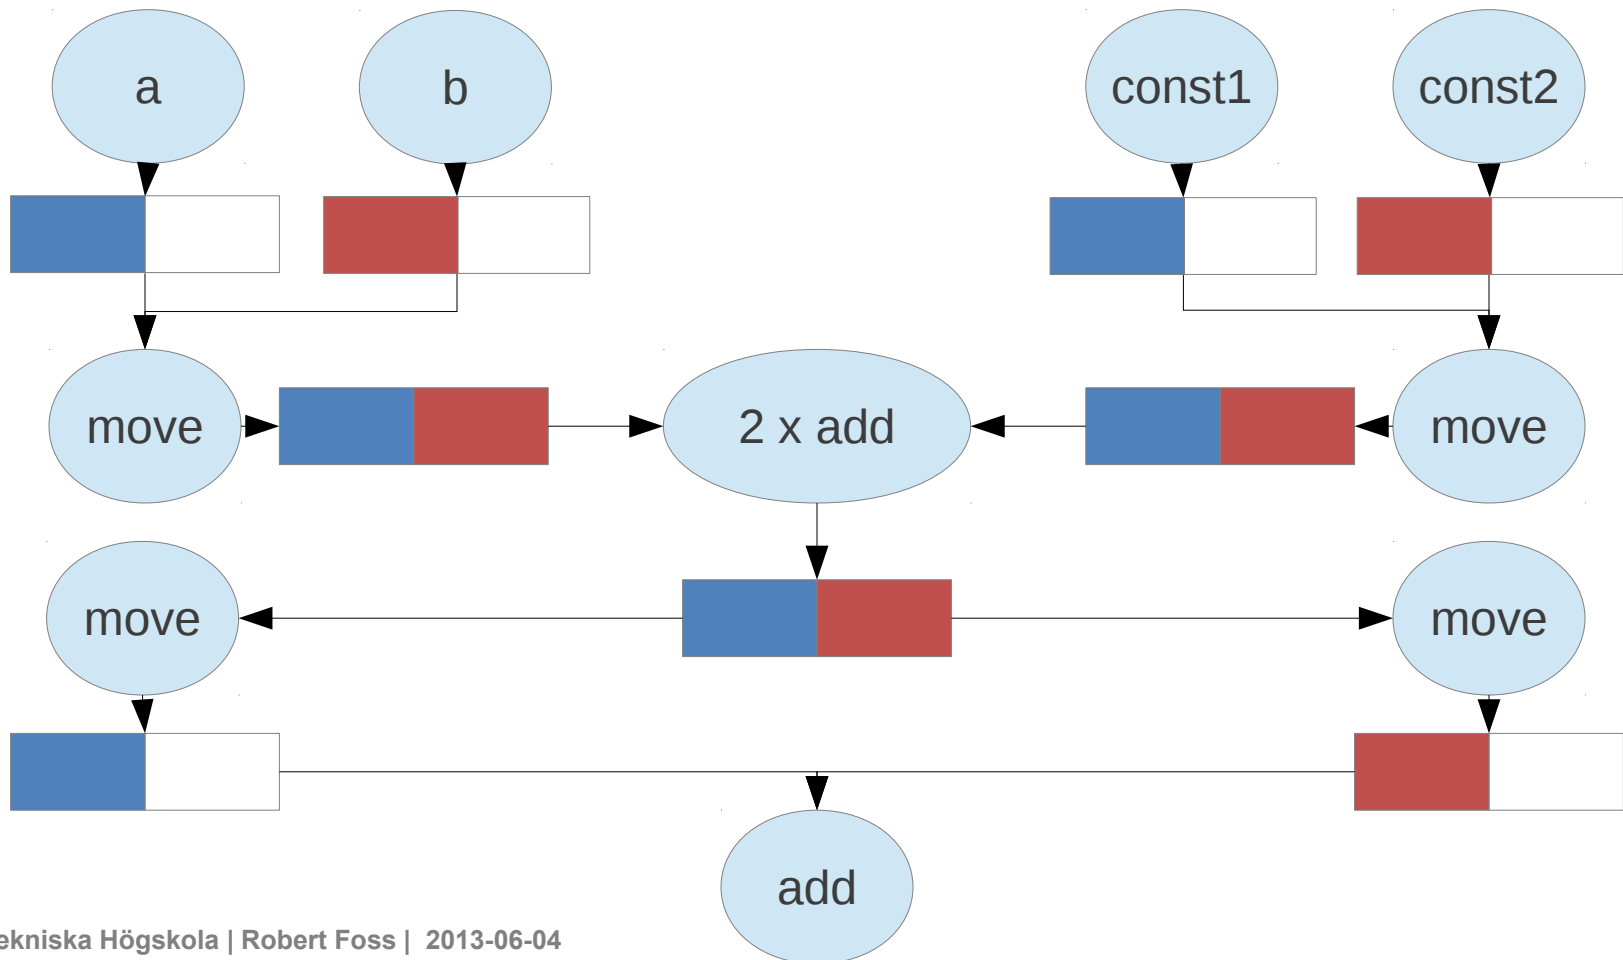 a
b
const1
const2
move
2 x add
move
move
move
add
ekniska Högskola | Robert Foss | 2013-06-04